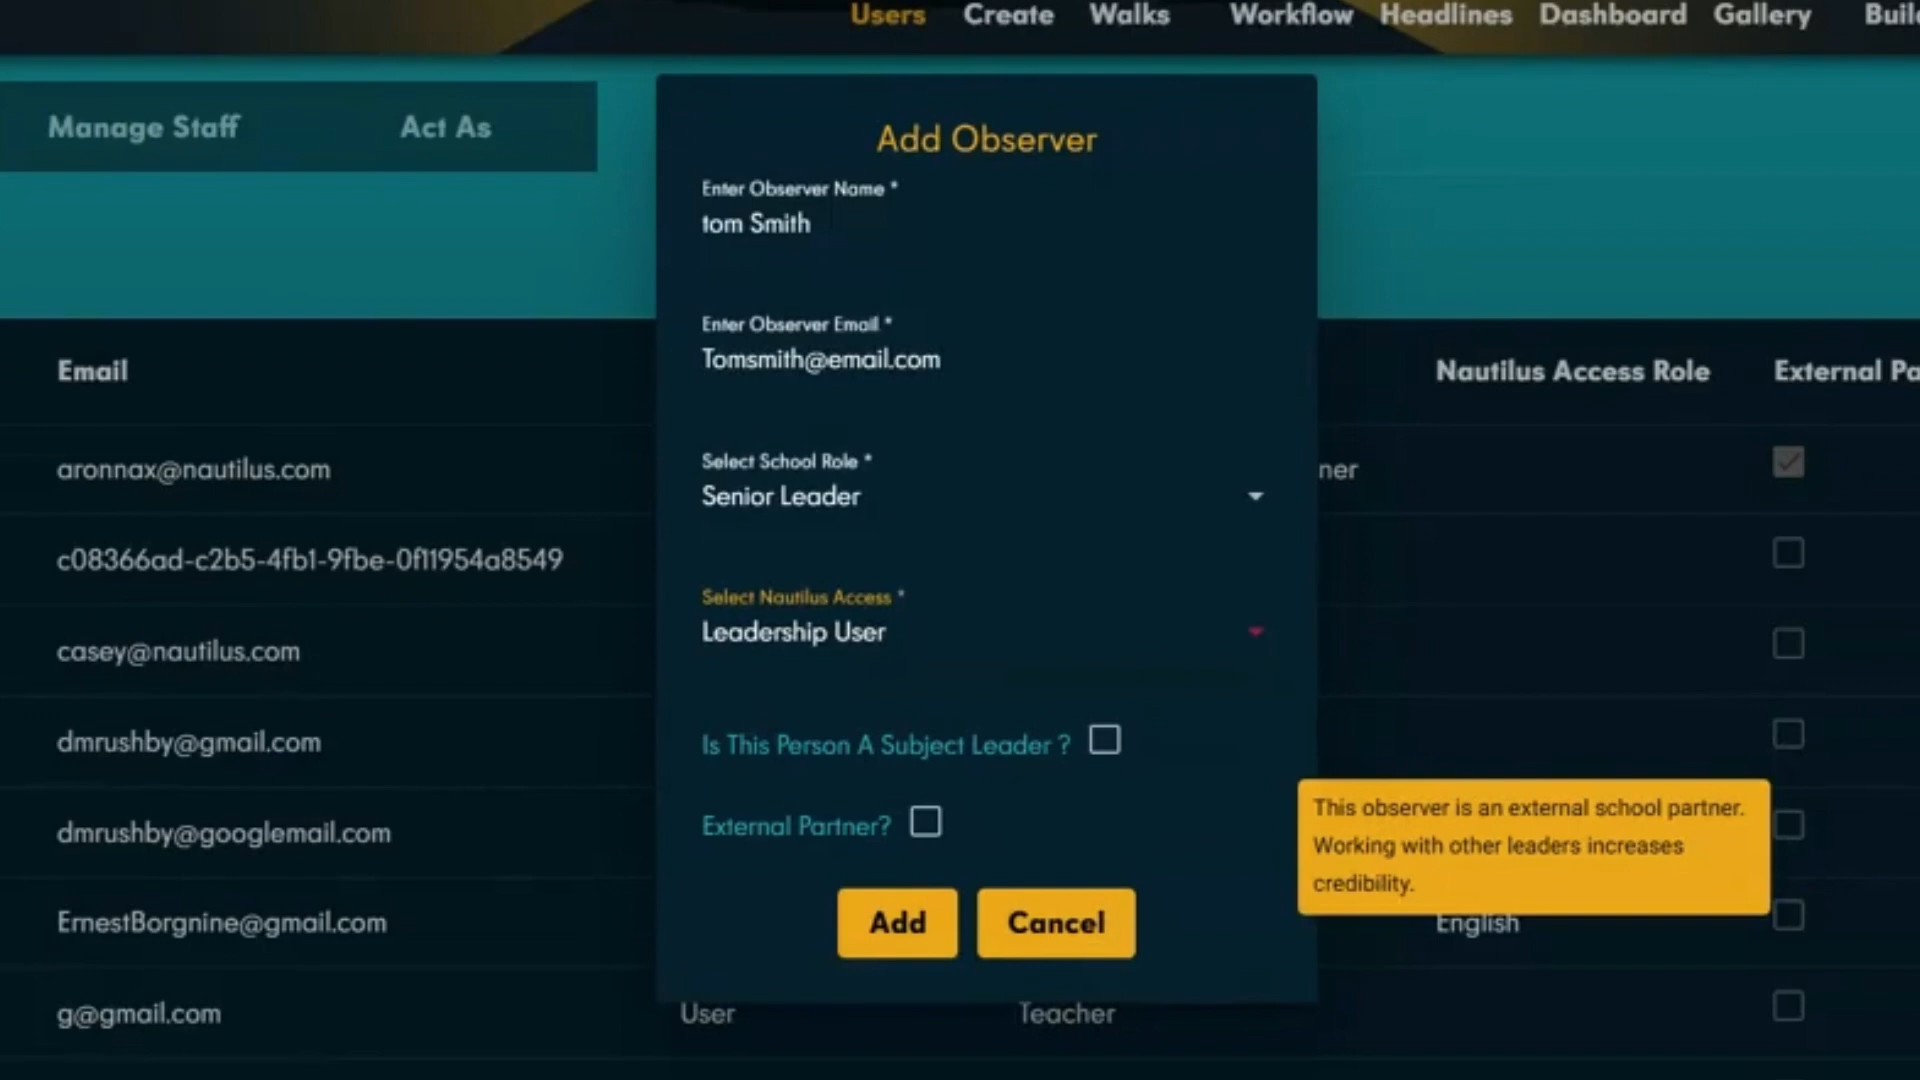 Users Create Walks Workflow Headlines Dashboard Gallery
Manage Staff Act As
Add Observer
Enter Observer Name *
tom Smith
Enter Observer Email *
Tomsmith@email.com
Select School Role *
Senior Leader
Select Nautilus Access *
Leadership User
Is This Person A Subject Leader ?
External Partner?
Add Cancel
This observer is an external school partner.
Working with other leaders increases
credibility.
Email Nautilus Access Role External Pa
aronnax@nautilus.com ner
c08366ad-c2b5-4fb1-9fbe-0f11954a8549
casey@nautilus.com
dmrushby@gmail.com
dmrushby@googlemail.com
ErnestBorgnine@gmail.com English
g@gmail.com User Teacher